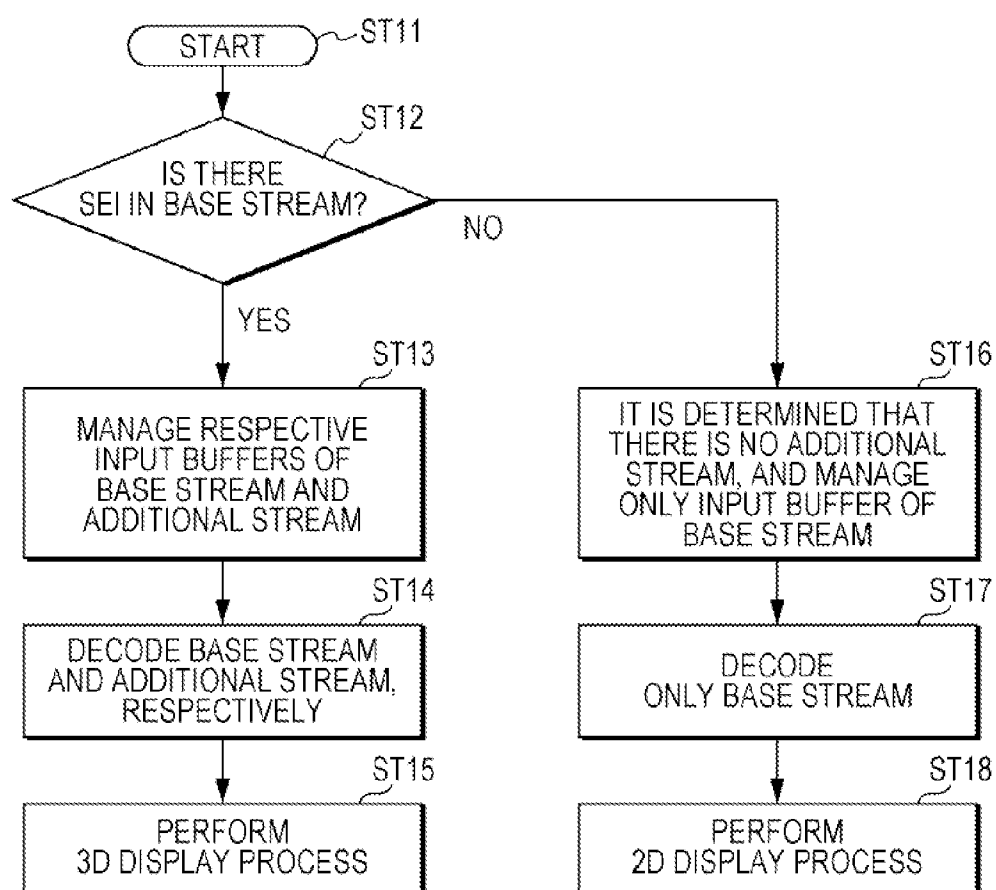 START
ST11
ST12
IS THERE
SEI IN BASE STREAM?
NO
YES
ST13
MANAGE RESPECTIVE
INPUT BUFFERS OF
BASE STREAM AND
ADDITIONAL STREAM
ST14
DECODE BASE STREAM
AND ADDITIONAL STREAM,
RESPECTIVELY
ST15
PERFORM
3D DISPLAY PROCESS
ST16
IT IS DETERMINED THAT
THERE IS NO ADDITIONAL
STREAM, AND MANAGE
ONLY INPUT BUFFER OF
BASE STREAM
ST17
DECODE
ONLY BASE STREAM
ST18
PERFORM
2D DISPLAY PROCESS